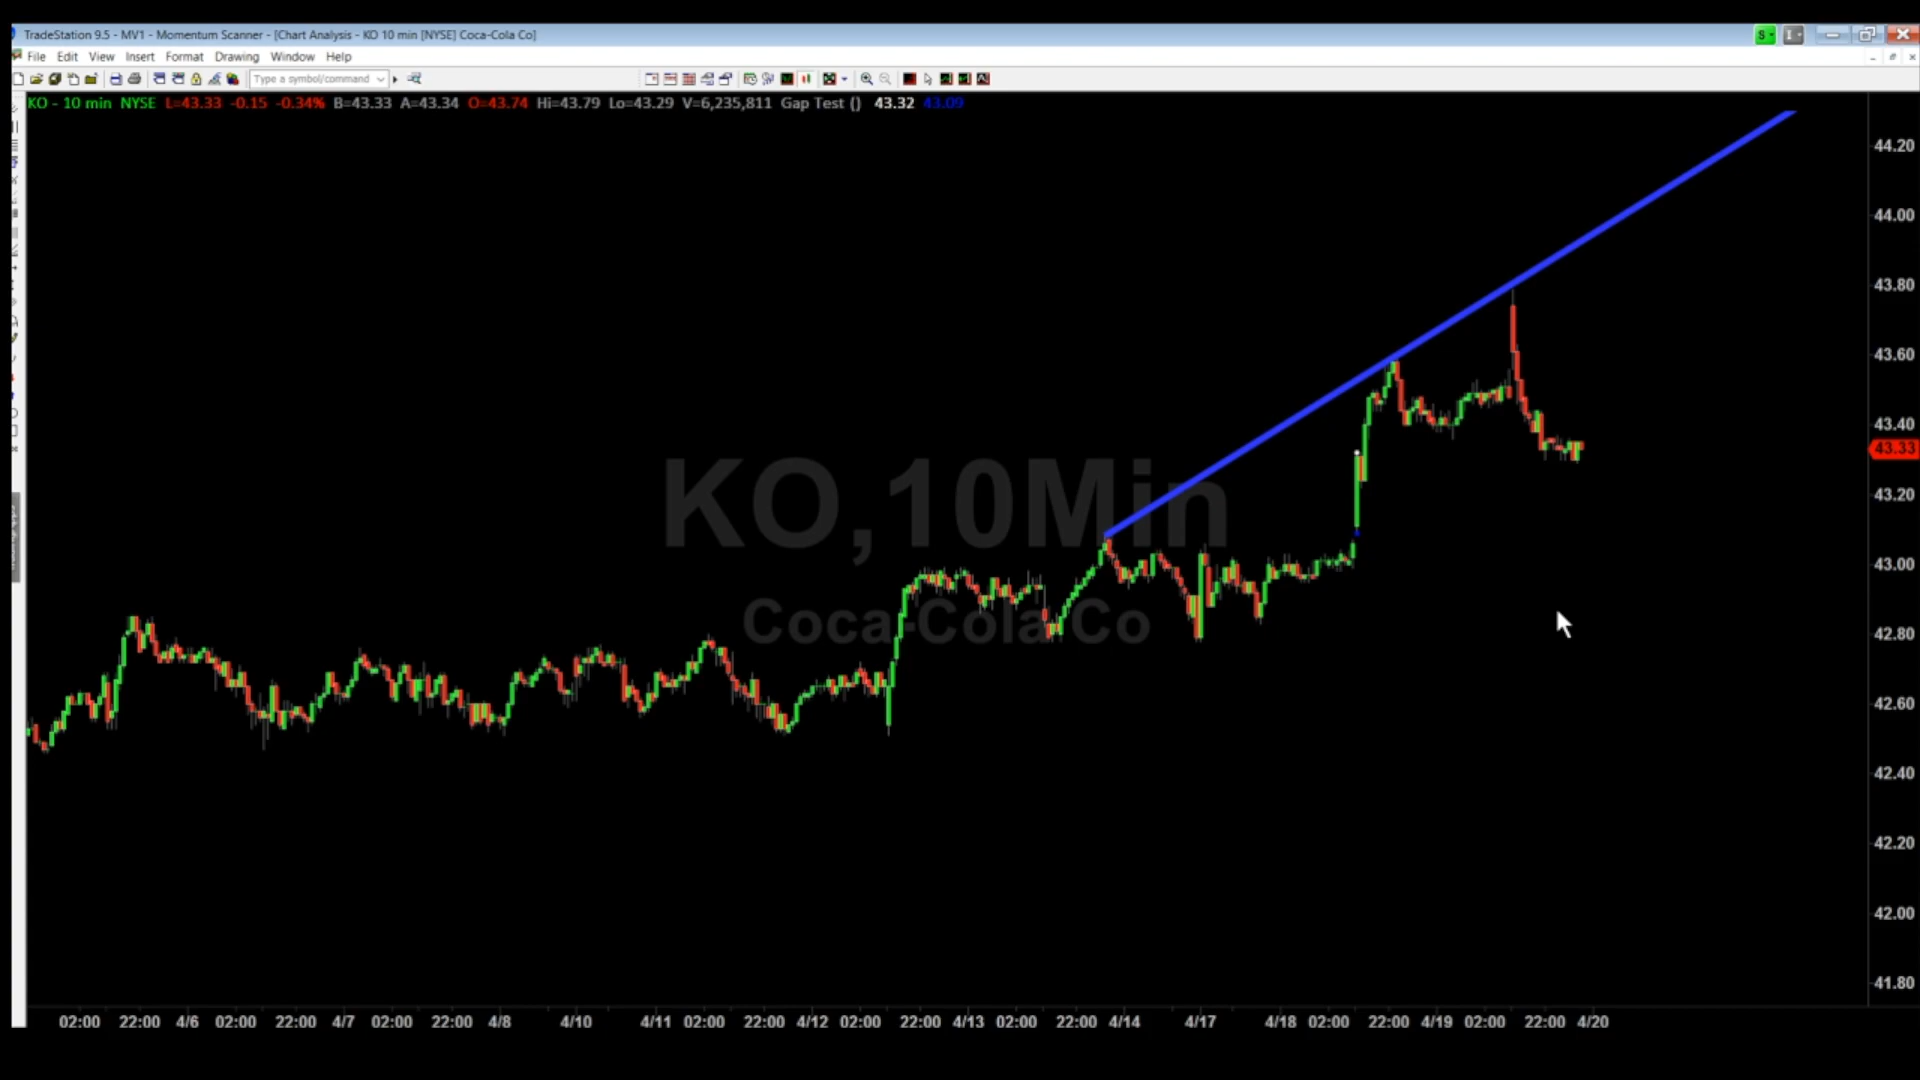 TradeStation 9.5 - MV1 - Momentum Scanner - [Chart Analysis - KO 10 min [NYSE] Coca-Cola Co]
S
I
File Edit View Insert Format Drawing Window Help
Type a symbol/command
KO - 10 min NYSE L=43.33 -0.15 -0.34% B=43.33 A=43.34 O=43.74 Hi=43.79 Lo=43.29 V=6,235,811 Gap Test () 43.32 43.09
44.20
44.00
43.80
43.60
43.40
43.33
43.20
43.00
42.80
42.60
42.40
42.20
42.00
41.80
KO,10Min
Coca-Cola Co
02:00 22:00 4/6 02:00 22:00 4/7 02:00 22:00 4/8 4/10 4/11 02:00 22:00 4/12 02:00 22:00 4/13 02:00 22:00 4/14 4/17 4/18 02:00 22:00 4/19 02:00 22:00 4/20